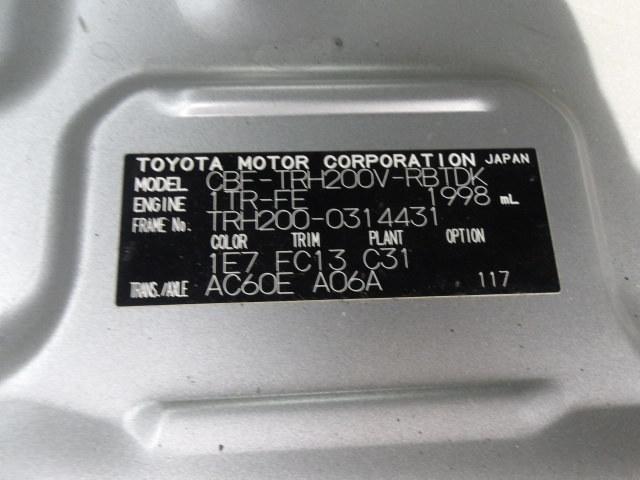 TOYOTA MOTOR CORPORATION JAPAN
MODEL CBF-TRH200V-RBTDK
ENGINE 1TR-FE 1998 mL
FRAME No. TRH200-0314431
COLOR TRIM PLANT OPTION
1E7 FC13 C31
TRANS./AXLE AC60E A06A 117